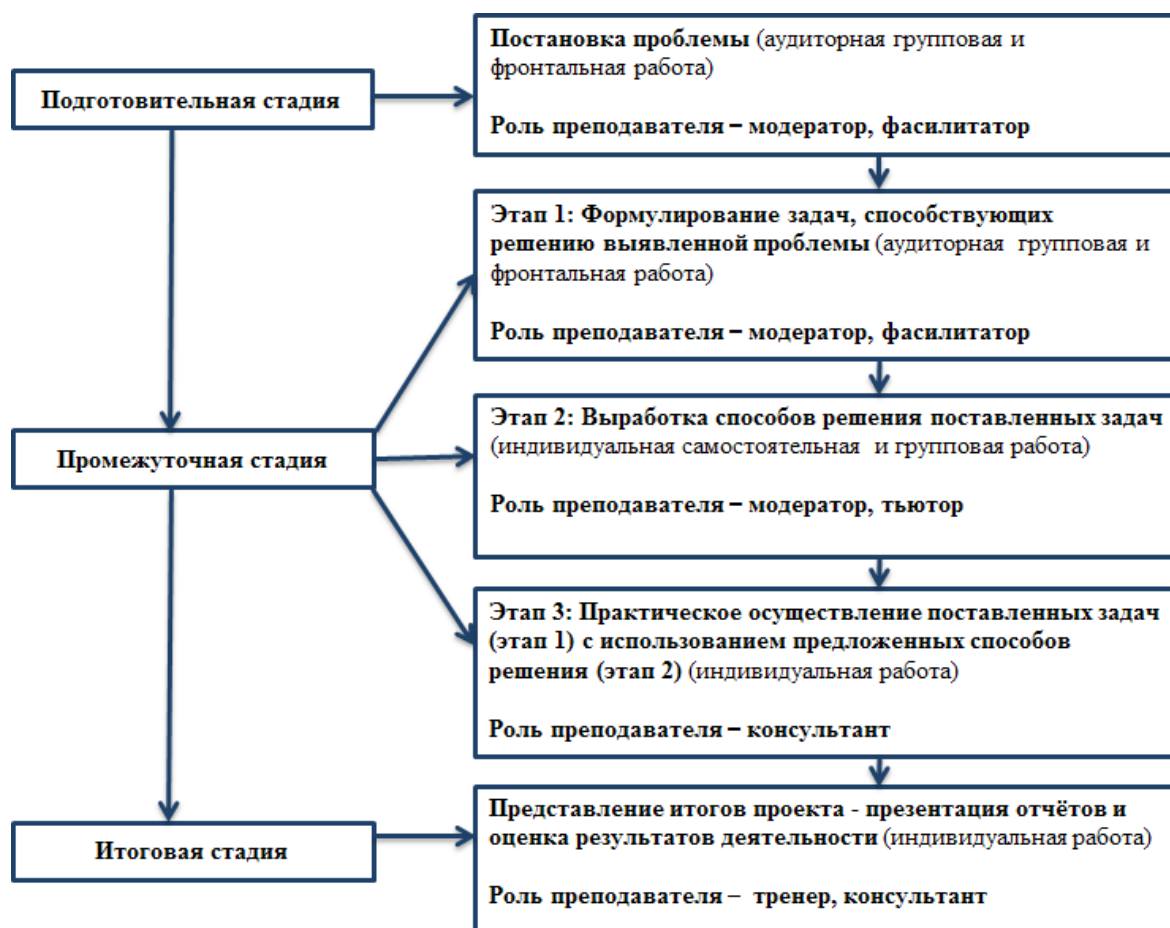 Подготовительная стадия
Постановка проблемы (аудиторная групповая и
фронтальная работа)
Роль преподавателя – модератор, фасилитатор
Этап 1: Формулирование задач, способствующих
решению выявленной проблемы (аудиторная групповая и
фронтальная работа)
Роль преподавателя – модератор, фасилитатор
Промежуточная стадия
Этап 2: Выработка способов решения поставленных задач
(индивидуальная самостоятельная и групповая работа)
Роль преподавателя – модератор, тьютор
Этап 3: Практическое осуществление поставленных задач
(этап 1) с использованием предложенных способов
решения (этап 2) (индивидуальная работа)
Роль преподавателя – консультант
Итоговая стадия
Представление итогов проекта - презентация отчётов и
оценка результатов деятельности (индивидуальная работа)
Роль преподавателя – тренер, консультант